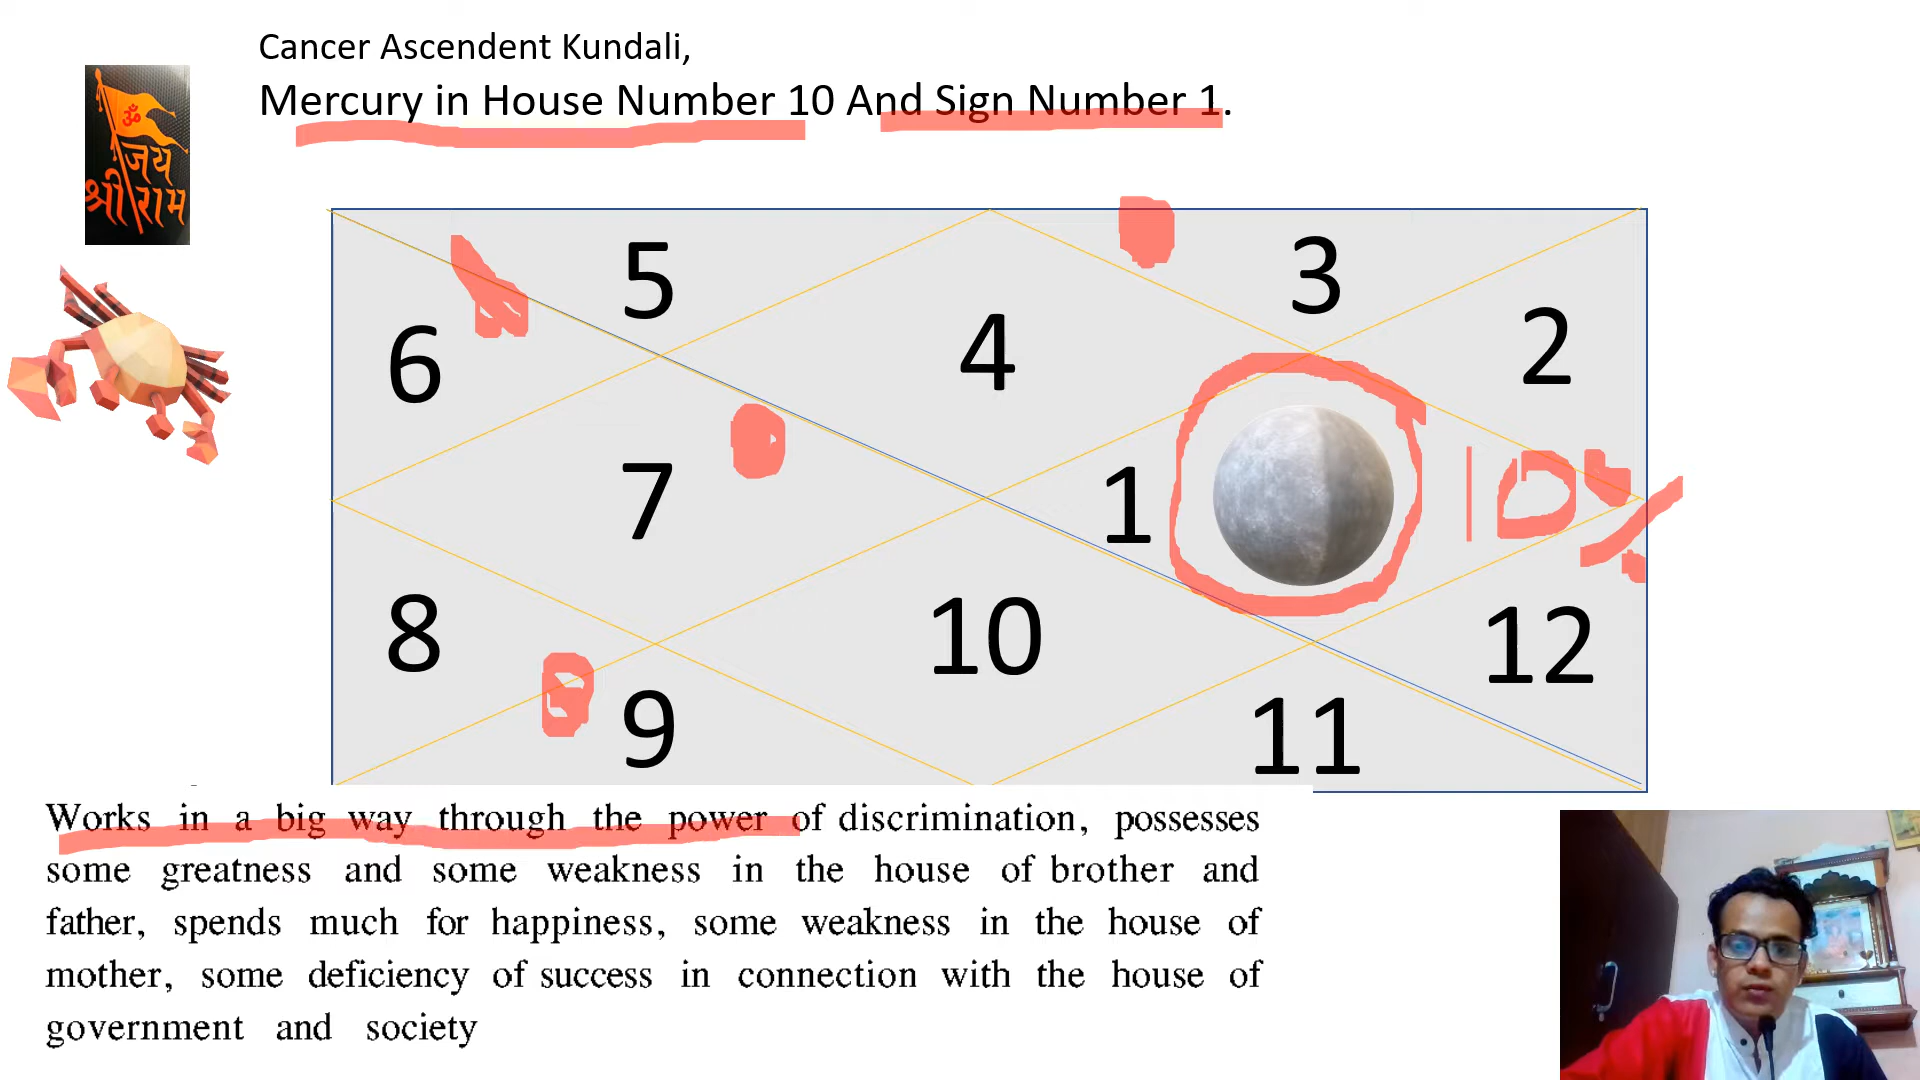 Cancer Ascendent Kundali,
Mercury in House Number 10 And Sign Number 1.
ॐ
जय
श्री राम
5
3
6
4
2
7
1
10%
8
10
12
9
11
Works in a big way through the power of discrimination, possesses
some greatness and some weakness in the house of brother and
father, spends much for happiness, some weakness in the house of
mother, some deficiency of success in connection with the house of
government and society